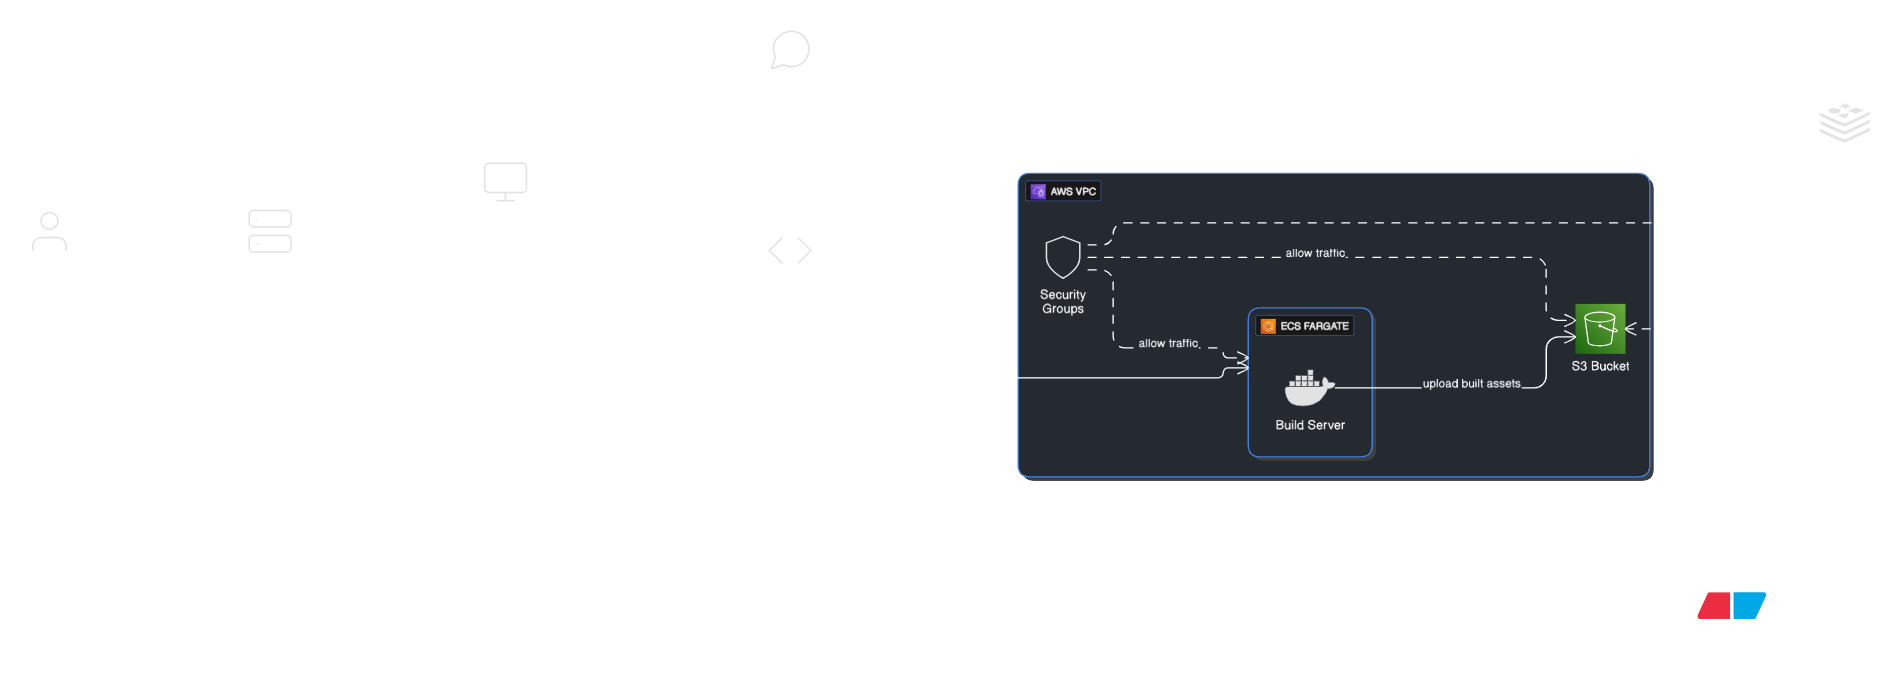 AWS VPC
allow traffic
Security
Groups
ECS FARGATE
allow traffic
S3 Bucket
upload built assets
Build Server